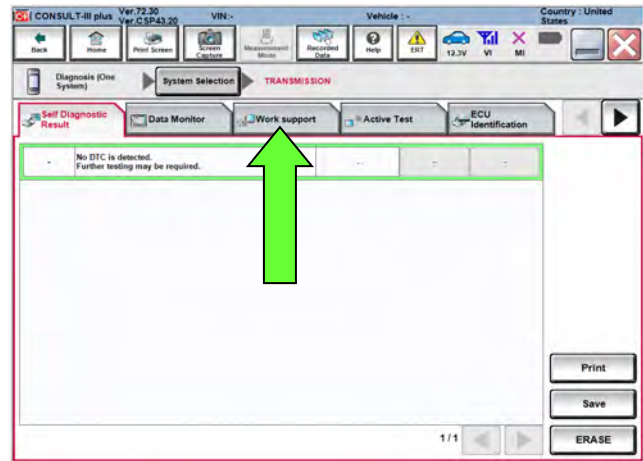 CONSULT-III plus Ver.72.30 VIN:- Vehicle : - Country : United
Ver.CSP43.20 States
Back Home Print Screen Screen Capture Measurement Mode Recorded Data Help ERT 12.3V VI MI
Diagnosis (One System) System Selection TRANSMISSION
Self Diagnostic Result Data Monitor Work support Active Test ECU Identification
- No DTC is detected. - - -
Further testing may be required.
Print
Save
1/1 ERASE